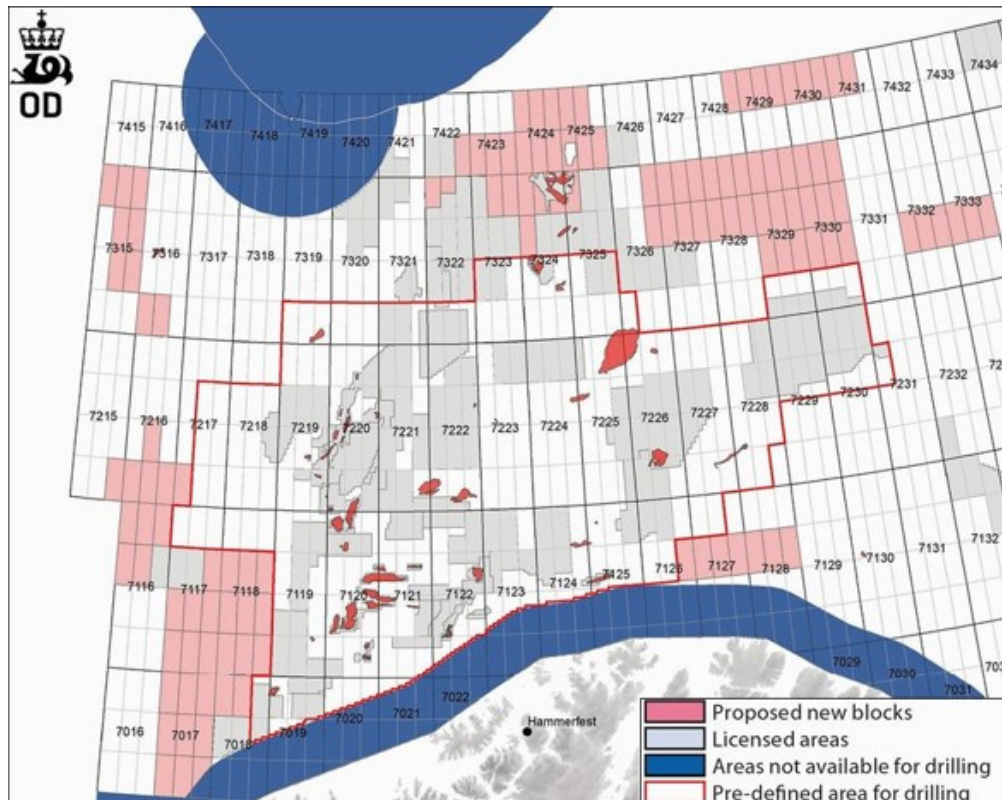 OD
7415 7416 7417 7418 7419 7420 7421 7422 7423 7424 7425 7426 7427 7428 7429 7430 7431 7432 7433 7434
7315 7316 7317 7318 7319 7320 7321 7322 7323 7324 7325 7326 7327 7328 7329 7330 7331 7332 7333
7215 7216 7217 7218 7219 7220 7221 7222 7223 7224 7225 7226 7227 7228 7229 7230 7231 7232
7116 7117 7118 7119 7120 7121 7122 7123 7124 7125 7126 7127 7128 7129 7130 7131 7132
7016 7017 7018 7019 7020 7021 7022 7029 7030 7031
Hammerfest
Proposed new blocks
Licensed areas
Areas not available for drilling
Pre-defined area for drilling